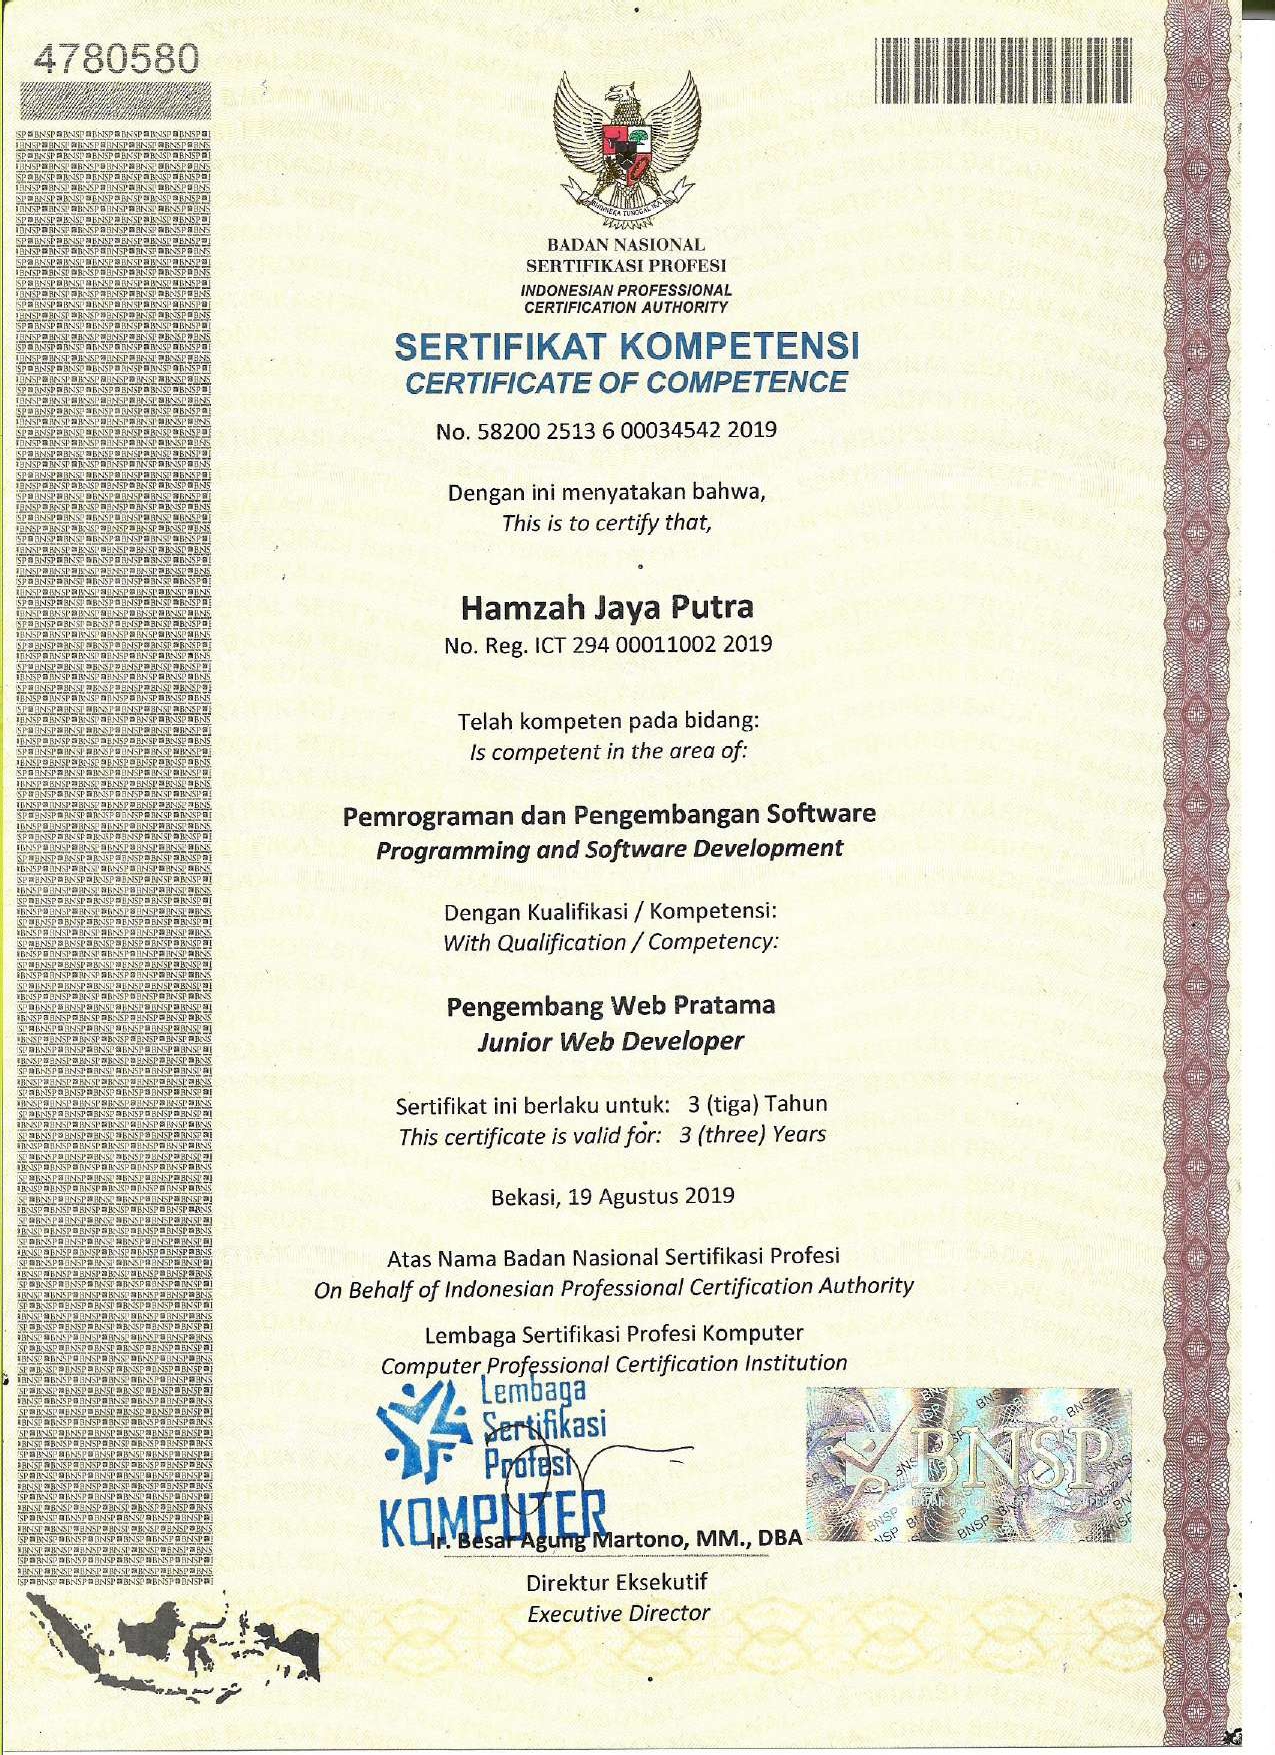 4780580
BADAN NASIONAL
SERTIFIKASI PROFESI
INDONESIAN PROFESSIONAL
CERTIFICATION AUTHORITY
SERTIFIKAT KOMPETENSI
CERTIFICATE OF COMPETENCE
No. 58200 2513 6 00034542 2019
Dengan ini menyatakan bahwa,
This is to certify that,
Hamzah Jaya Putra
No. Reg. ICT 294 00011002 2019
Telah kompeten pada bidang:
Is competent in the area of:
Pemrograman dan Pengembangan Software
Programming and Software Development
Dengan Kualifikasi / Kompetensi:
With Qualification / Competency:
Pengembang Web Pratama
Junior Web Developer
Sertifikat ini berlaku untuk: 3 (tiga) Tahun
This certificate is valid for: 3 (three) Years
Bekasi, 19 Agustus 2019
Atas Nama Badan Nasional Sertifikasi Profesi
On Behalf of Indonesian Professional Certification Authority
Lembaga Sertifikasi Profesi Komputer
Computer Professional Certification Institution
Lembaga
Sertifikasi
Profesi
KOMPUTER
BNSP
Ir. Besar Agung Martono, MM., DBA
Direktur Eksekutif
Executive Director